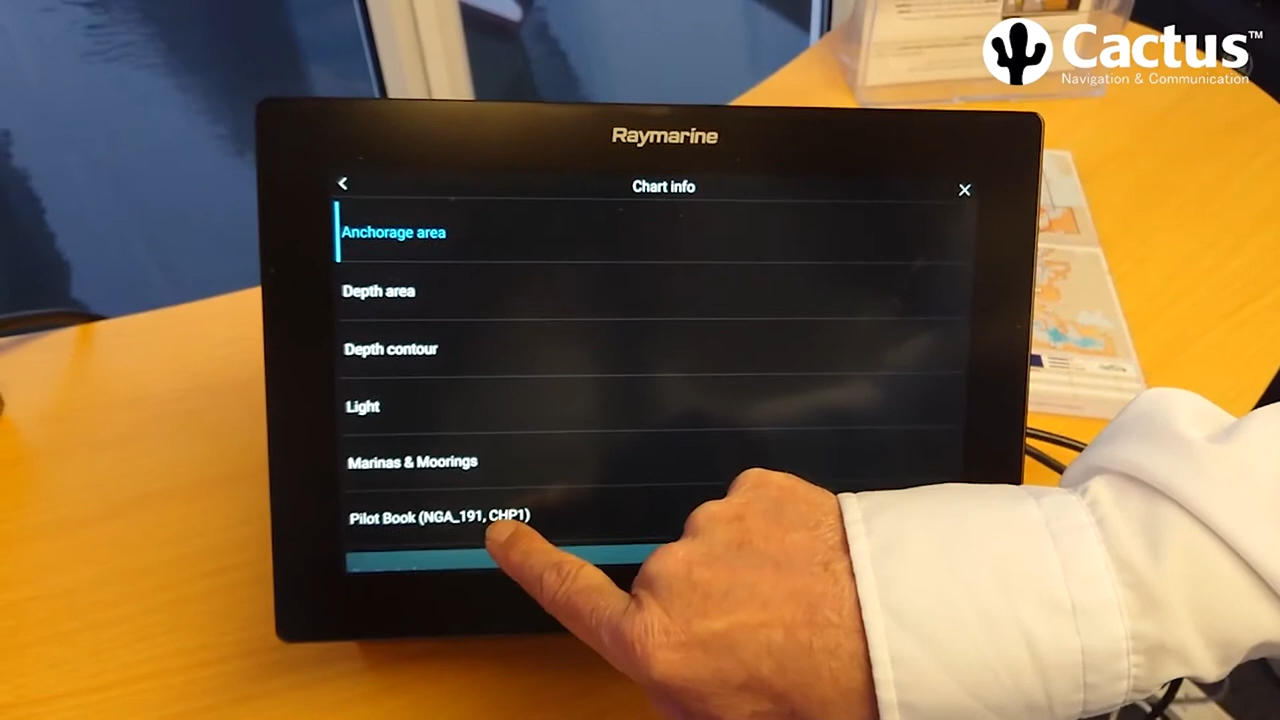 Cactus™
Navigation & Communication
Raymarine
Chart info
Anchorage area
Depth area
Depth contour
Light
Marinas & Moorings
Pilot Book (NGA_191, CHP1)